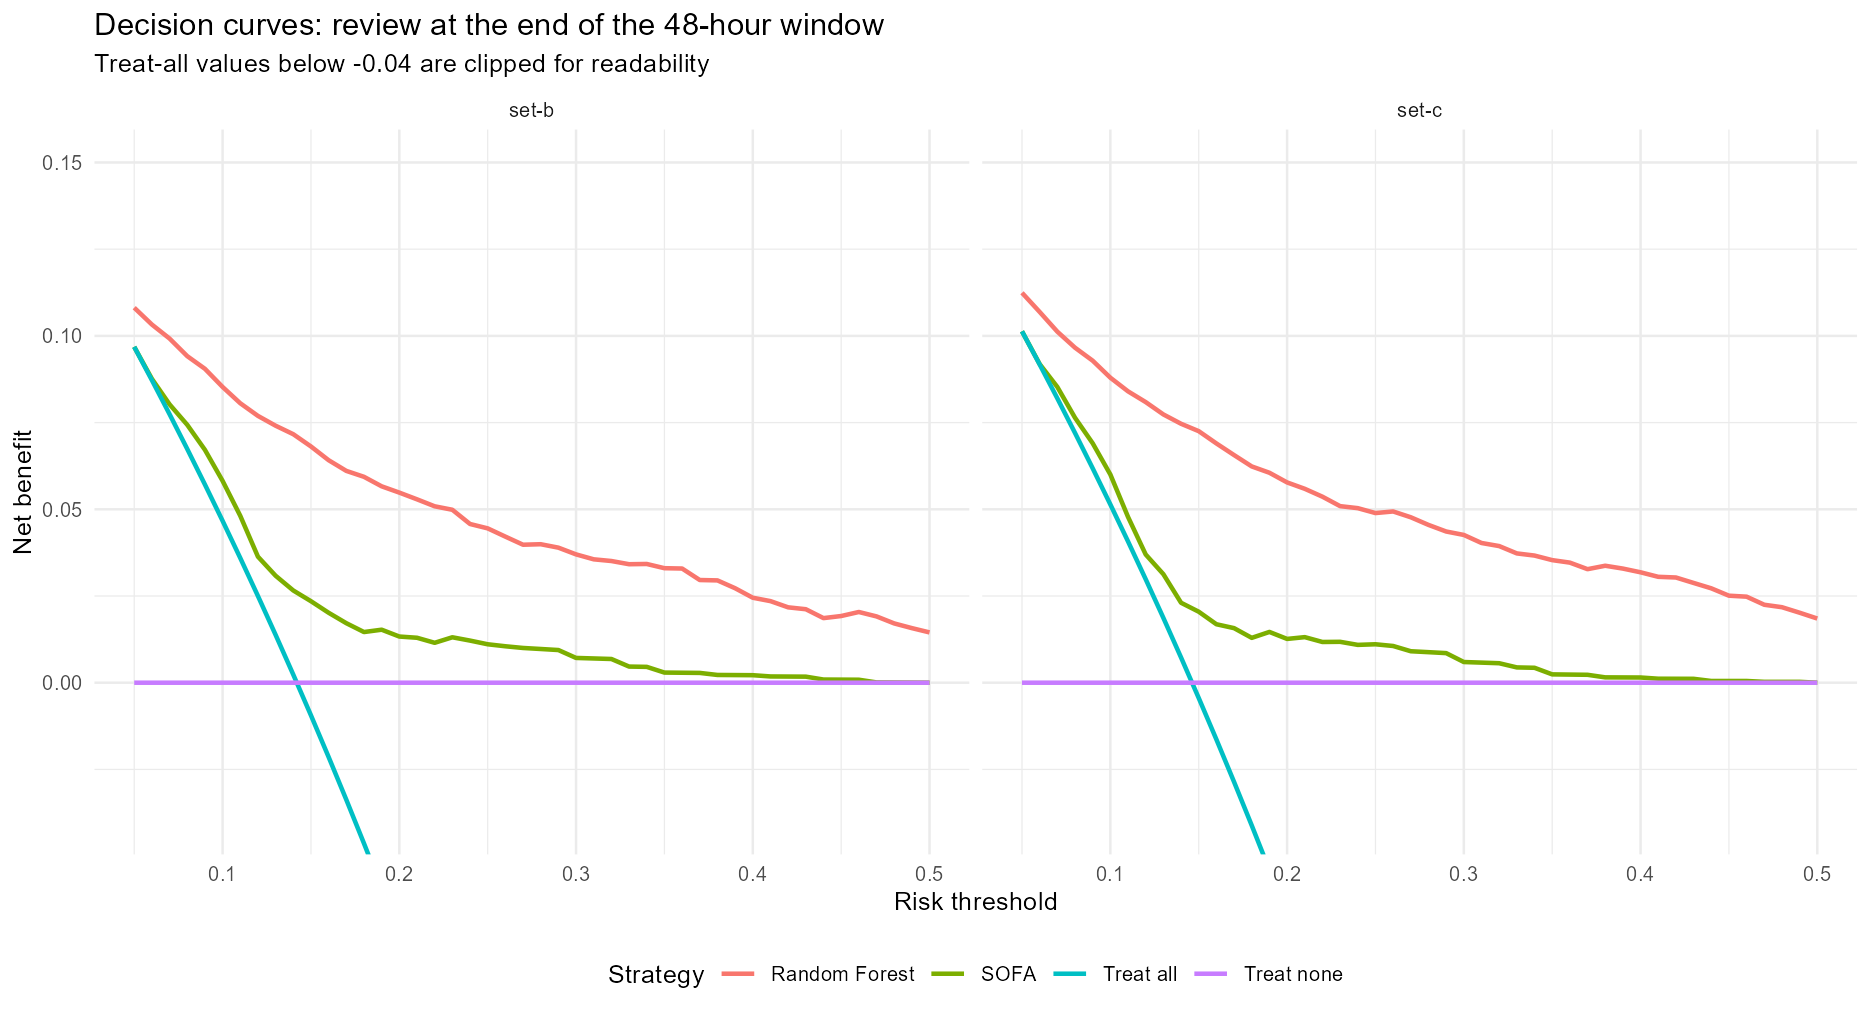 Decision curves: review at the end of the 48-hour window
Treat-all values below -0.04 are clipped for readability
set-b
set-c
Net benefit
0.15
0.10
0.05
0.00
0.1 0.2 0.3 0.4 0.5
0.1 0.2 0.3 0.4 0.5
Risk threshold
Strategy Random Forest SOFA Treat all Treat none